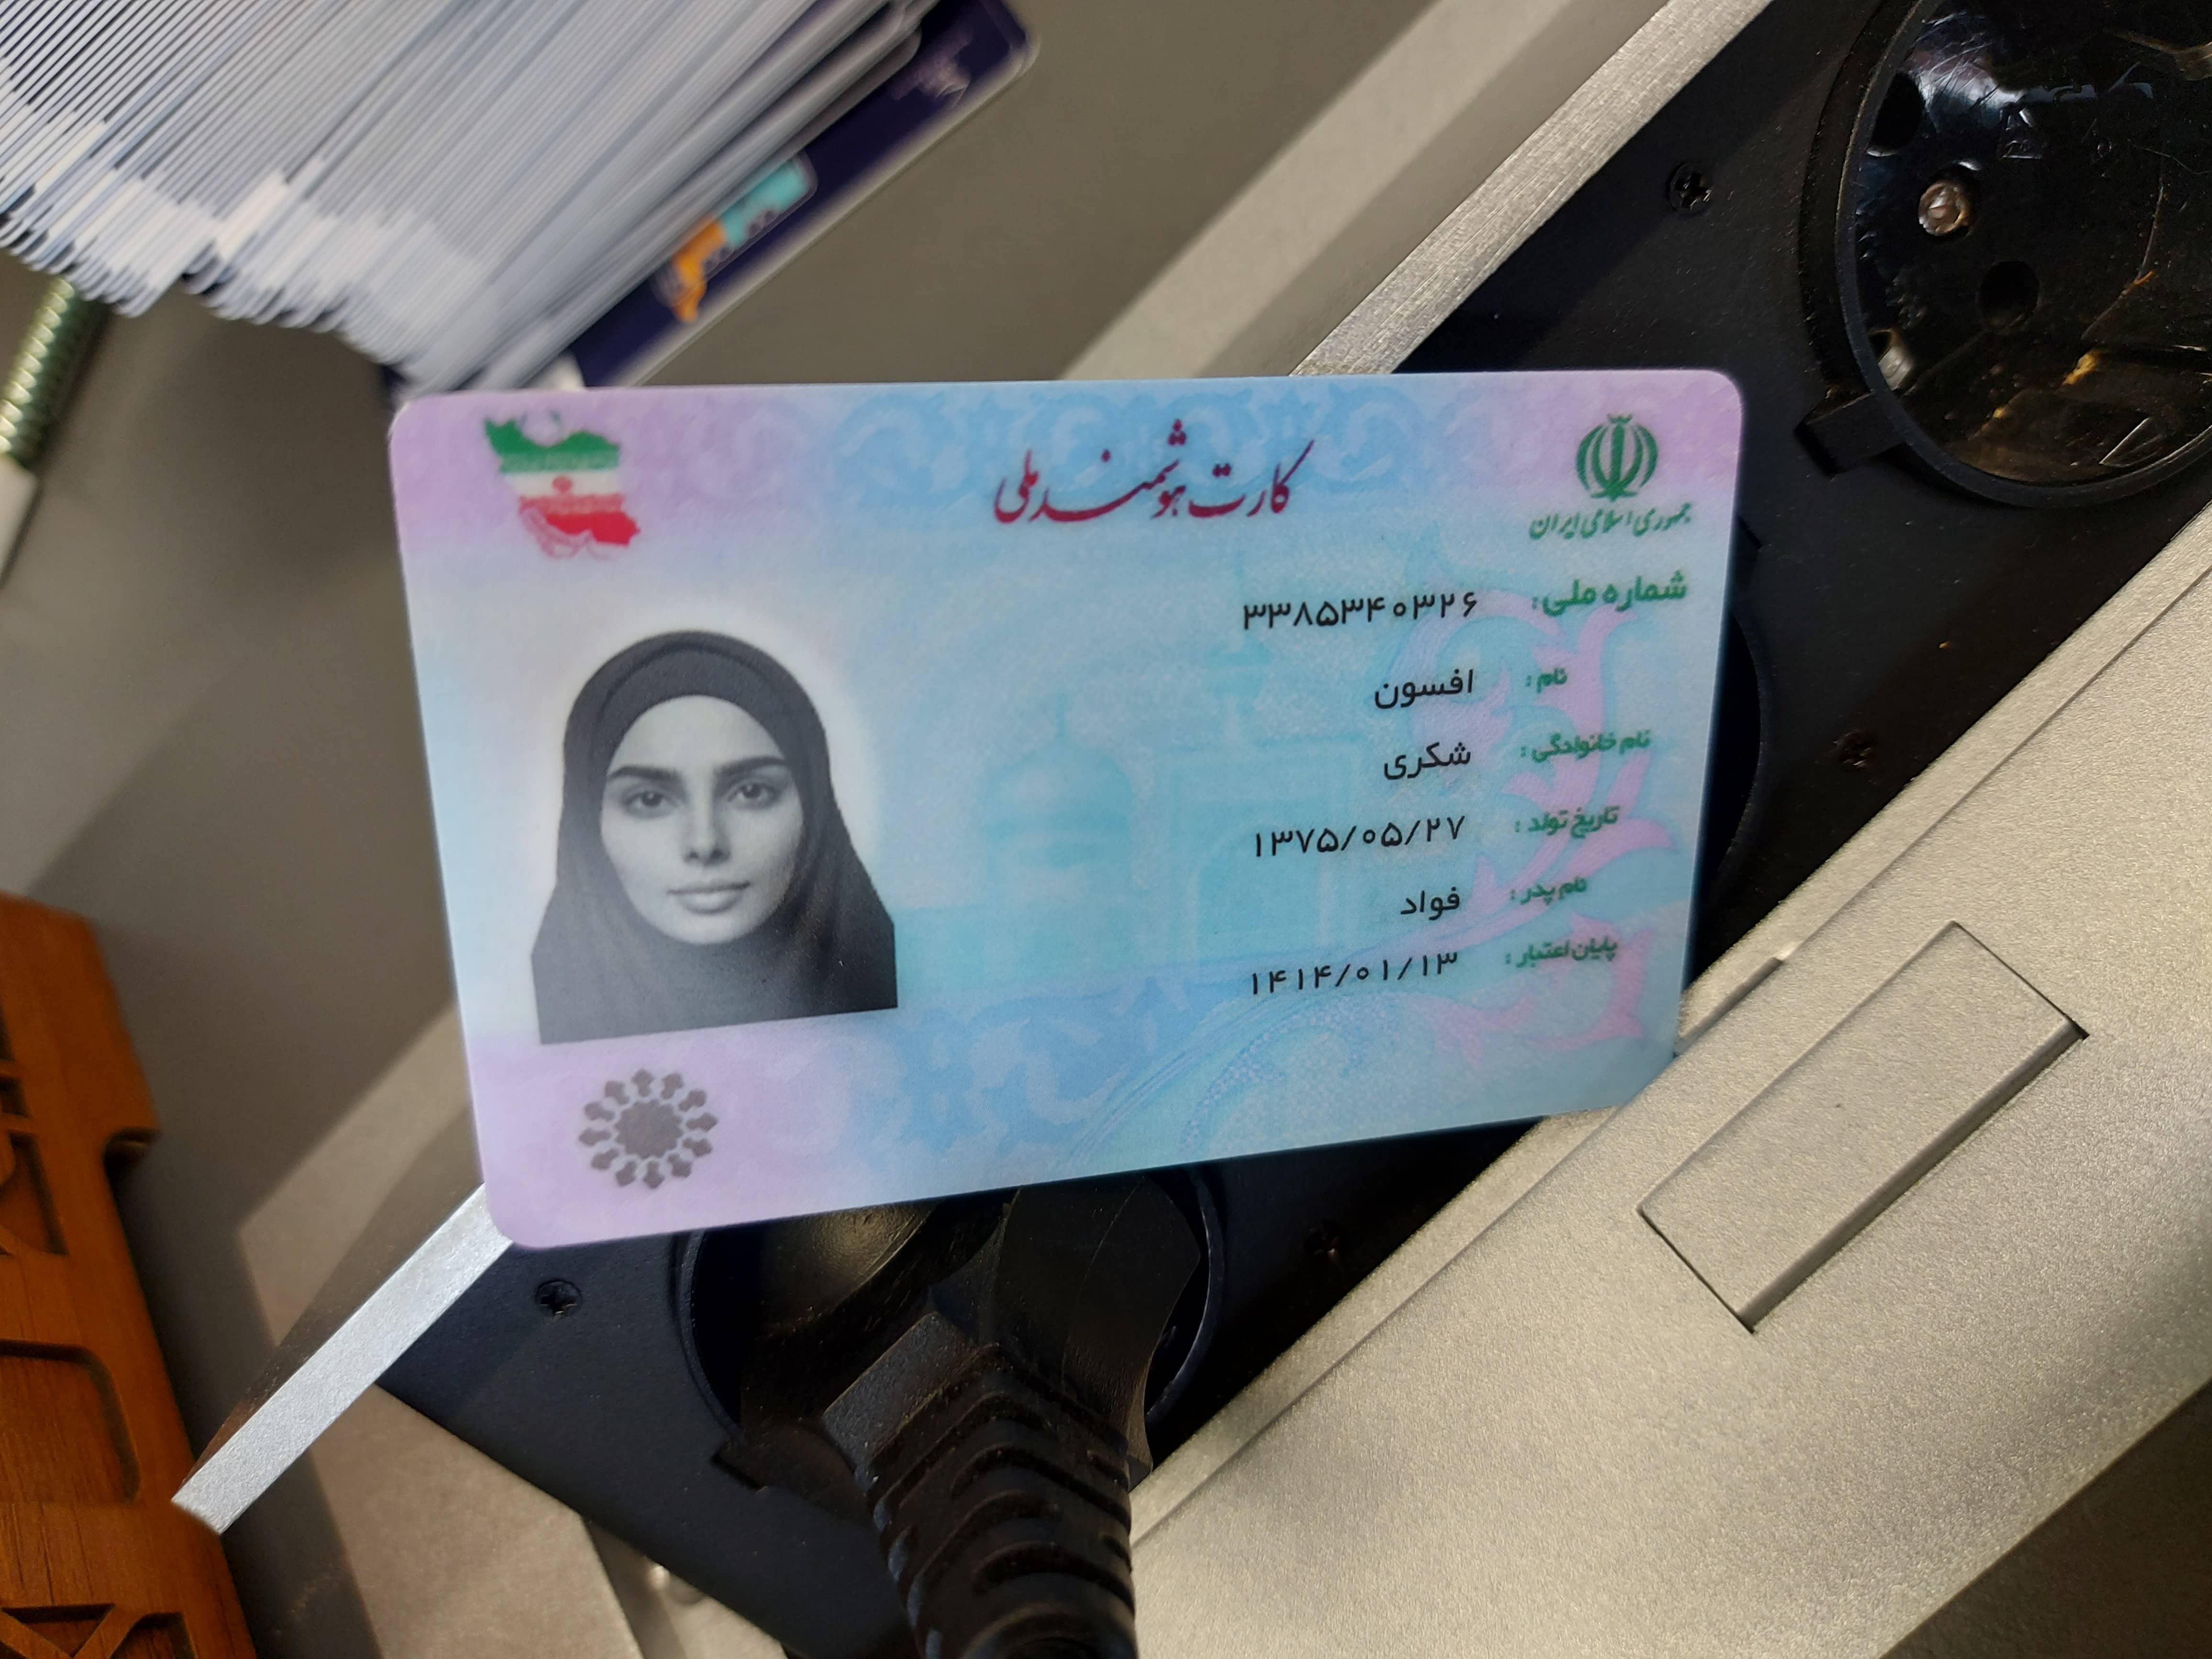 کارت هوشمند ملی
جمهوری اسلامی ایران
شماره ملی: ۳۳۸۵۳۴۰۳۲۶
نام: افسون
نام خانوادگی: شکری
تاریخ تولد: ۱۳۷۵/۰۵/۲۷
نام پدر: فواد
پایان اعتبار: ۱۴۱۴/۰۱/۱۳